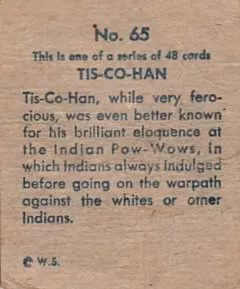 No. 65
This is one of a series of 48 cards
TIS-CO-HAN
Tis-Co-Han, while very fero-
cious, was even better known
for his brilliant eloquence at
the Indian Pow-Wows, in
which Indians always indulged
before going on the warpath
against the whites or otner
Indians.
© W.S.